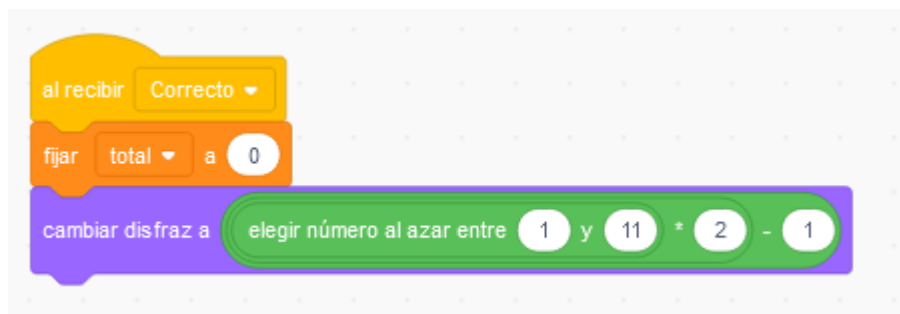 al recibir Correcto
fijar total a 0
cambiar disfraz a elegir número al azar entre 1 y 11 * 2 - 1